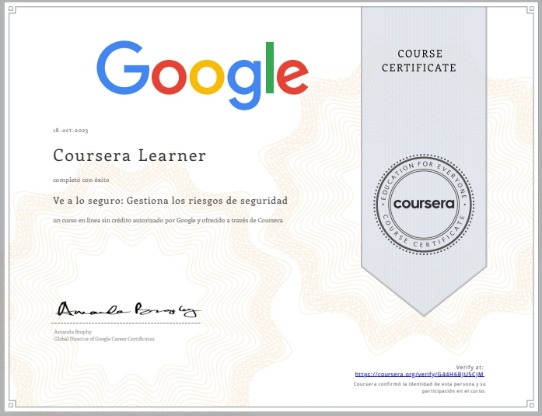 Google
COURSE
CERTIFICATE
18-oct-2023
Coursera Learner
completó con éxito
Ve a lo seguro: Gestiona los riesgos de seguridad
un curso en línea sin crédito autorizado por Google y ofrecido a través de Coursera
EDUCATION FOR EVERYONE
coursera
COURSE CERTIFICATE
Amanda Brophy
Amanda Brophy
Global Director of Google Career Certificates
Verify at:
https://coursera.org/verify/
Coursera confirmó la identidad de esta persona y su
participación en el curso.